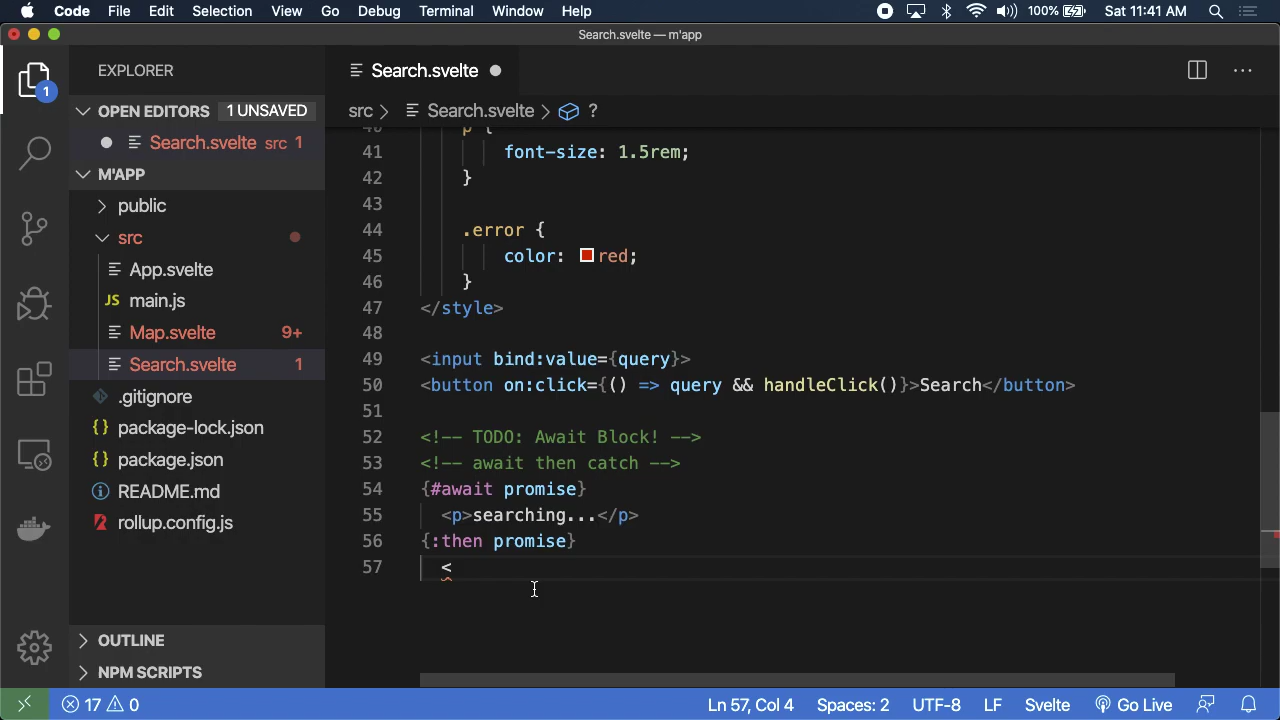 Code File Edit Selection View Go Debug Terminal Window Help 100% Sat 11:41 AM
Search.svelte — m'app
EXPLORER
Search.svelte
1
OPEN EDITORS 1 UNSAVED
src > Search.svelte > ?
Search.svelte src 1
M'APP
public
src
App.svelte
JS main.js
Map.svelte 9+
Search.svelte 1
.gitignore
{} package-lock.json
{} package.json
README.md
rollup.config.js
OUTLINE
NPM SCRIPTS
40 p {
41 font-size: 1.5rem;
42 }
43
44 .error {
45 color: red;
46 }
47 </style>
48
49 <input bind:value={query}>
50 <button on:click={() => query && handleClick()}>Search</button>
51
52 <!-- TODO: Await Block! -->
53 <!-- await then catch -->
54 {#await promise}
55 <p>searching...</p>
56 {:then promise}
57 <
17 0 Ln 57, Col 4 Spaces: 2 UTF-8 LF Svelte Go Live